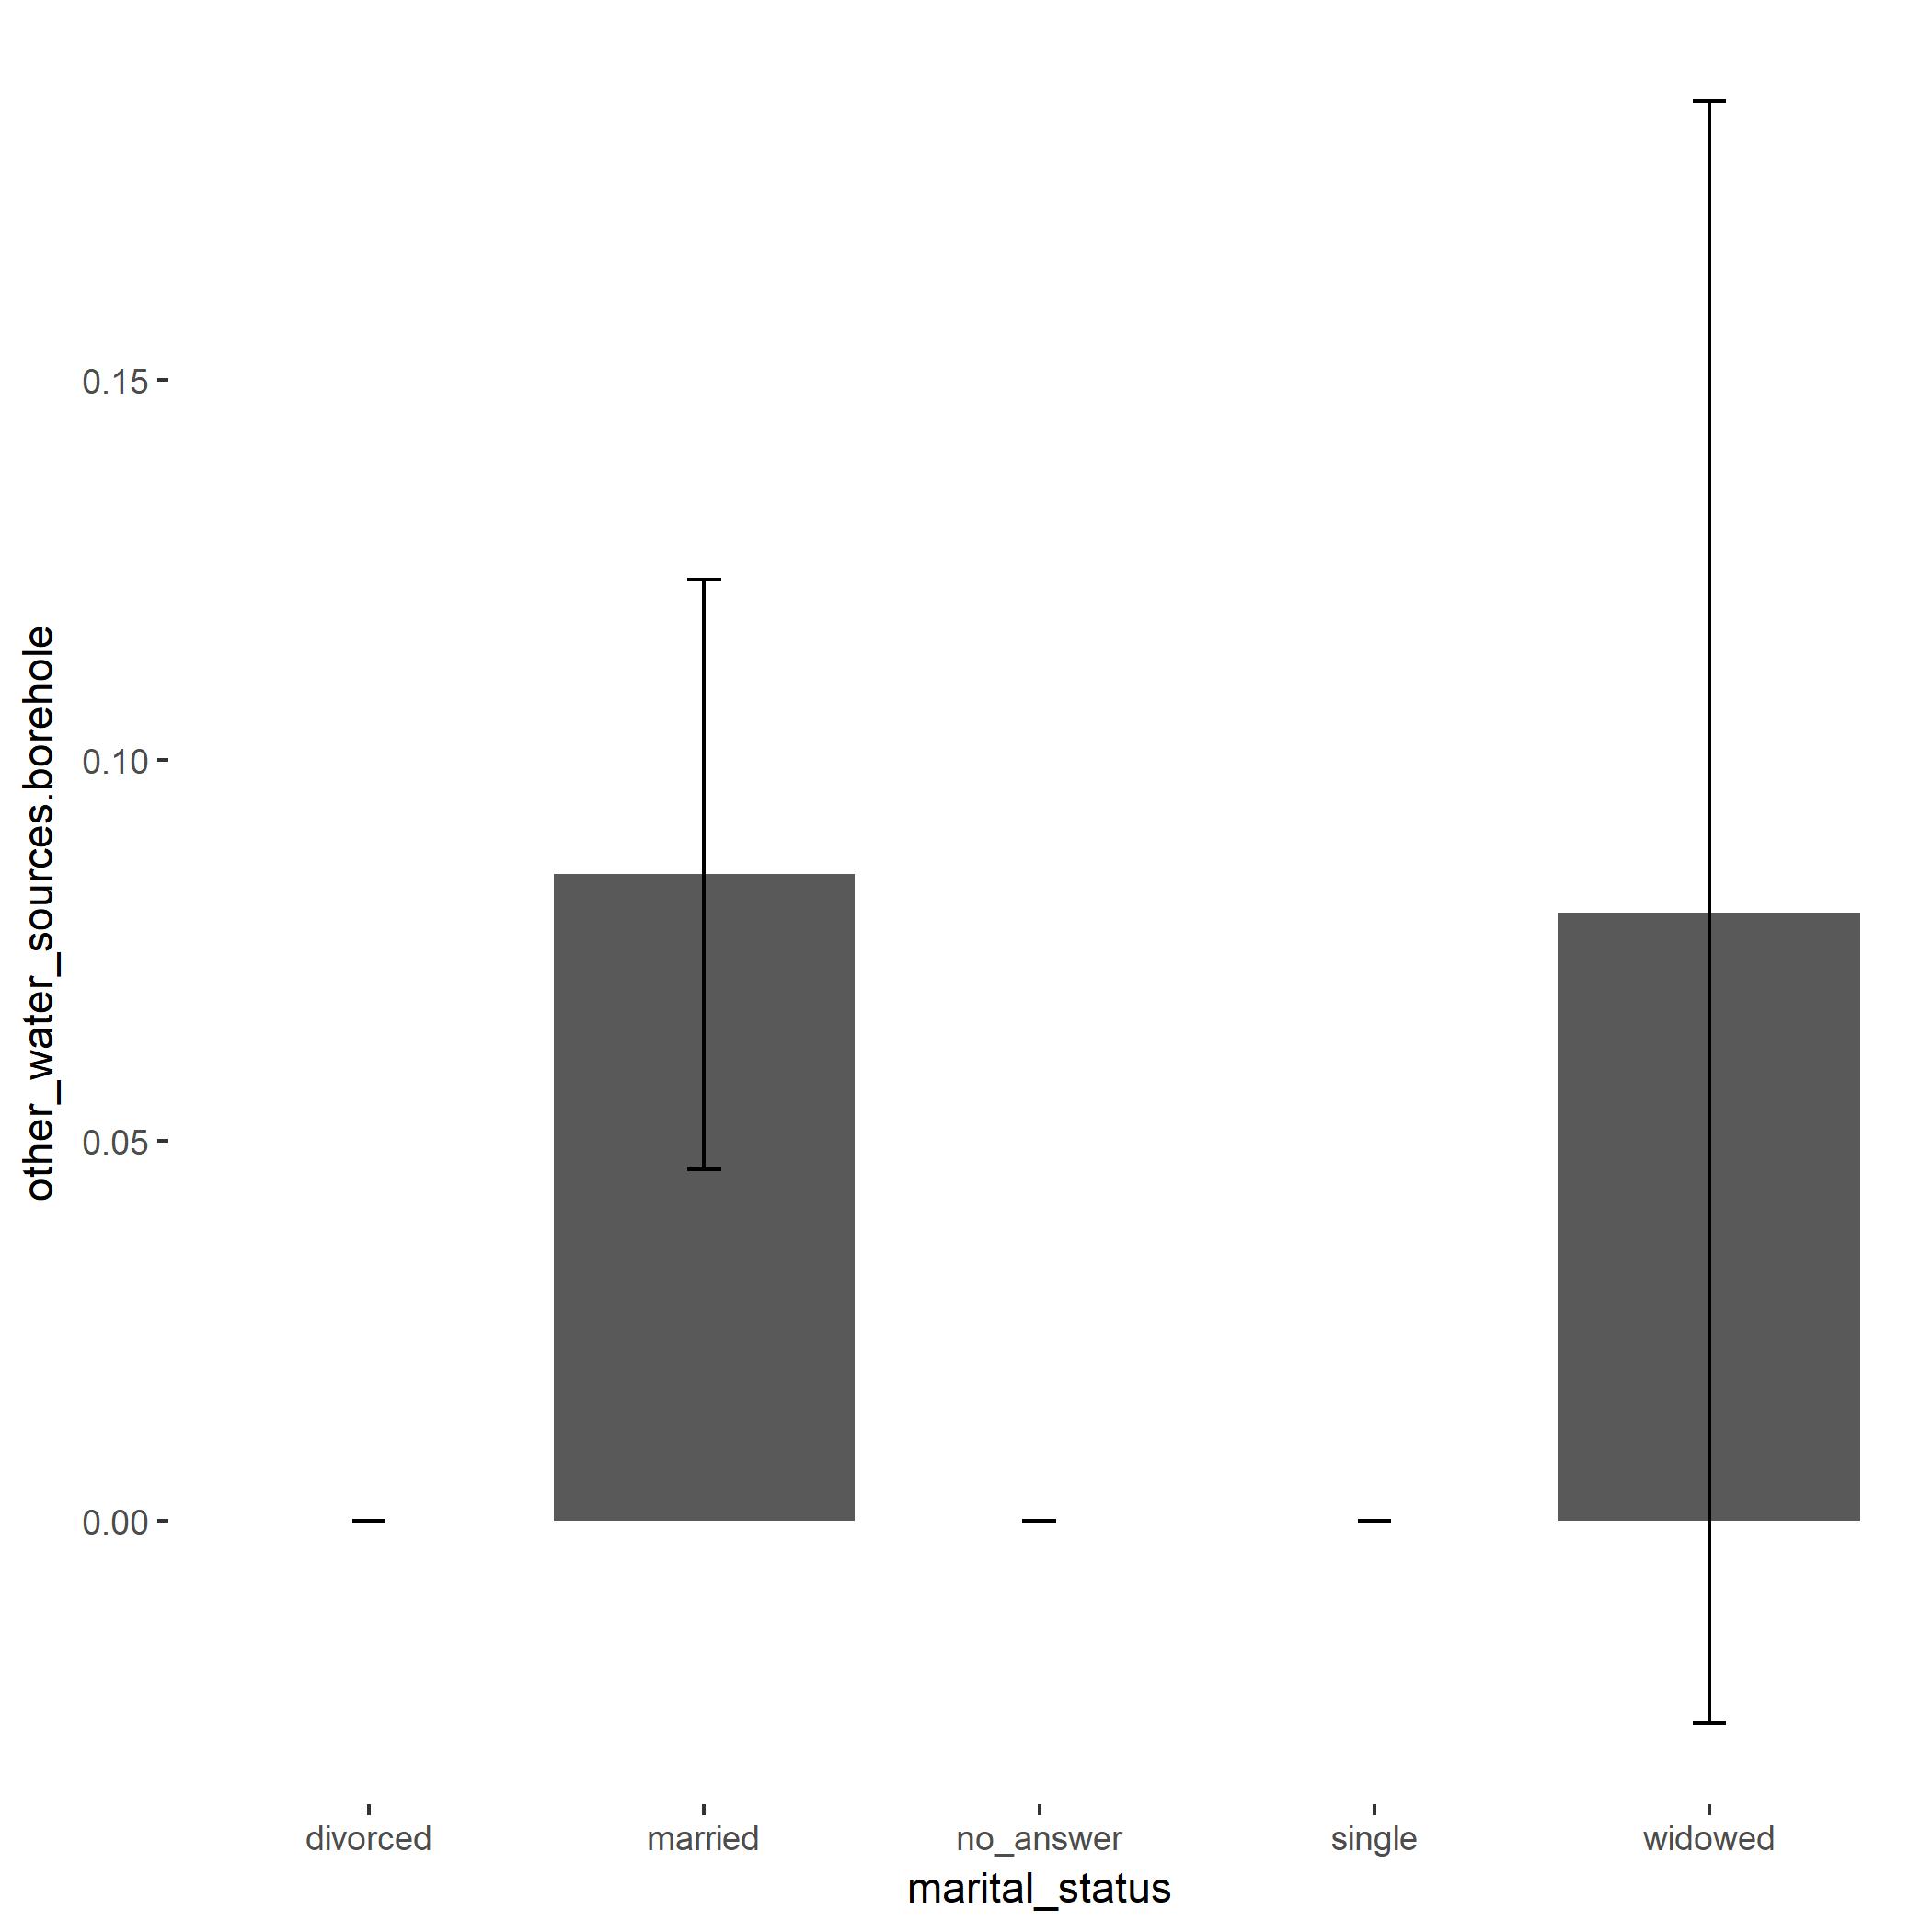 other_water_sources.borehole
0.15
0.10
0.05
0.00
divorced married no_answer single widowed
marital_status